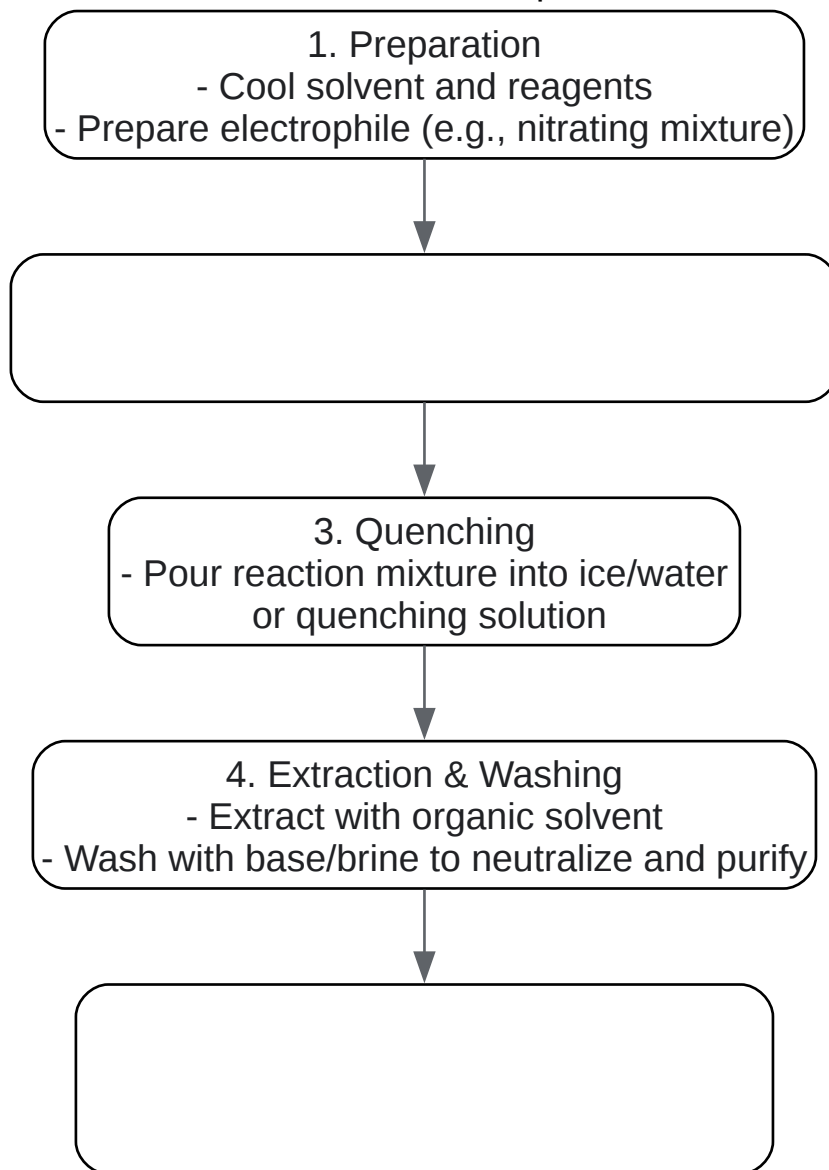 1. Preparation
- Cool solvent and reagents
- Prepare electrophile (e.g., nitrating mixture)
3. Quenching
- Pour reaction mixture into ice/water
or quenching solution
4. Extraction & Washing
- Extract with organic solvent
- Wash with base/brine to neutralize and purify